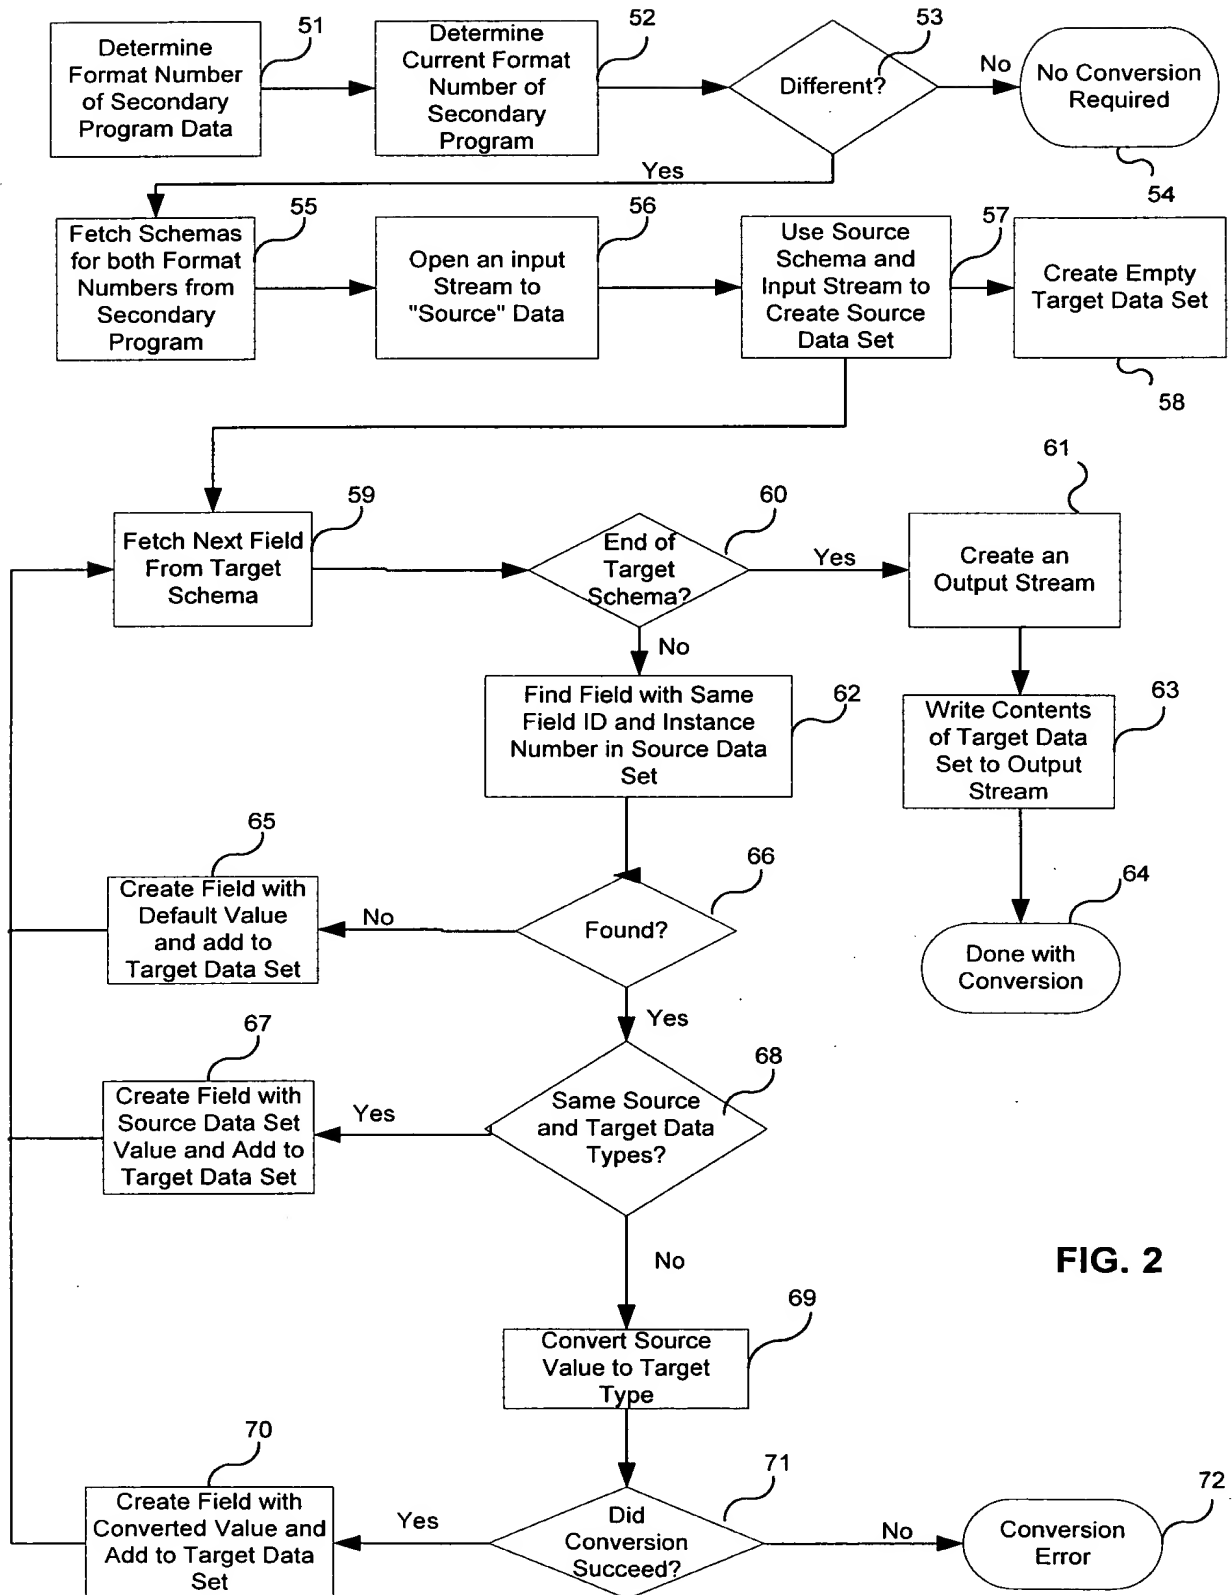 51
Determine
Format Number
of Secondary
Program Data
52
Determine
Current Format
Number of
Secondary
Program
53
Different?
No
No Conversion
Required
54
Yes
55
Fetch Schemas
for both Format
Numbers from
Secondary
Program
56
Open an input
Stream to
"Source" Data
57
Use Source
Schema and
Input Stream to
Create Source
Data Set
Create Empty
Target Data Set
58
59
Fetch Next Field
From Target
Schema
60
End of
Target
Schema?
Yes
61
Create an
Output Stream
No
62
Find Field with Same
Field ID and Instance
Number in Source Data
Set
63
Write Contents
of Target Data
Set to Output
Stream
64
Done with
Conversion
65
Create Field with
Default Value
and add to
Target Data Set
No
66
Found?
Yes
67
Create Field with
Source Data Set
Value and Add to
Target Data Set
Yes
68
Same Source
and Target Data
Types?
No
FIG. 2
69
Convert Source
Value to Target
Type
70
Create Field with
Converted Value and
Add to Target Data
Set
Yes
71
Did
Conversion
Succeed?
No
72
Conversion
Error